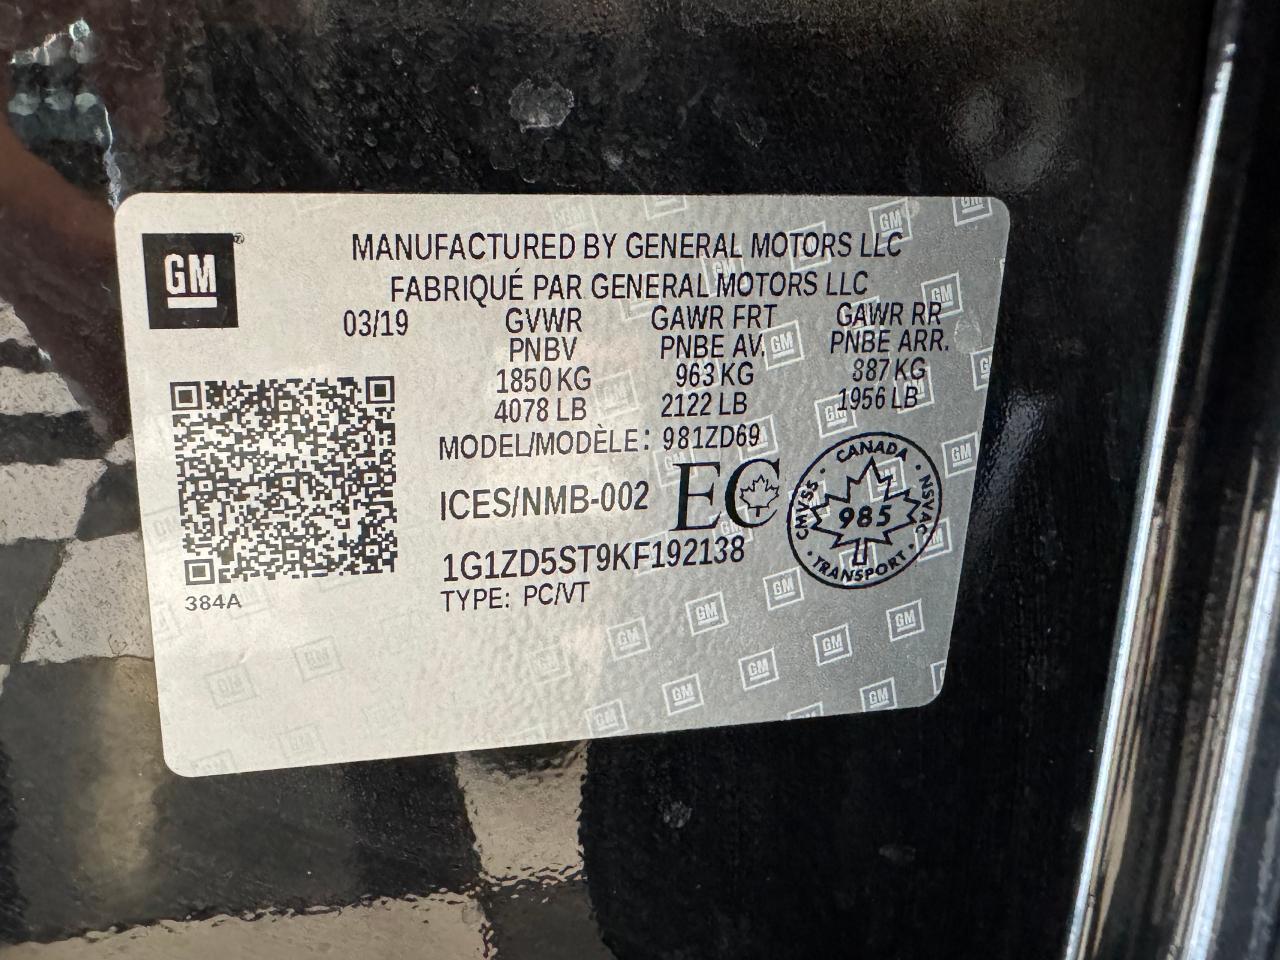 GM
MANUFACTURED BY GENERAL MOTORS LLC
FABRIQUÉ PAR GENERAL MOTORS LLC
03/19 GVWR GAWR FRT GAWR RR
PNBV PNBE AV. PNBE ARR.
1850 KG 963 KG 887 KG
4078 LB 2122 LB 1956 LB
MODEL/MODÈLE: 981ZD69
ICES/NMB-002 EC
CANADA
CMVSS 985 NSVAC
TRANSPORT
1G1ZD5ST9KF192138
384A TYPE: PC/VT